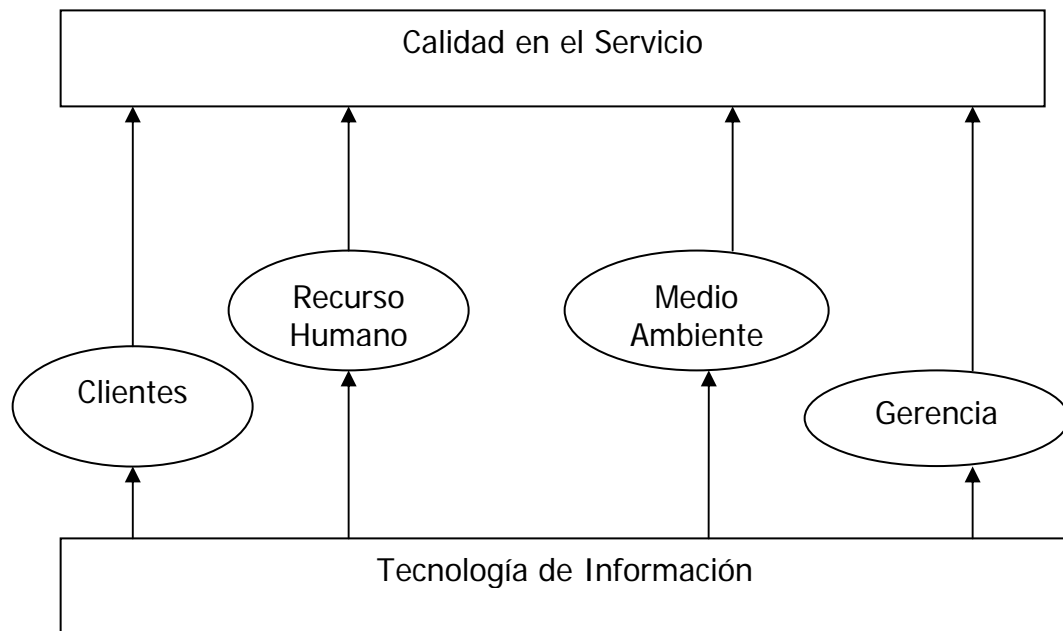 Calidad en el Servicio
Recurso
Humano
Medio
Ambiente
Clientes
Gerencia
Tecnología de Información